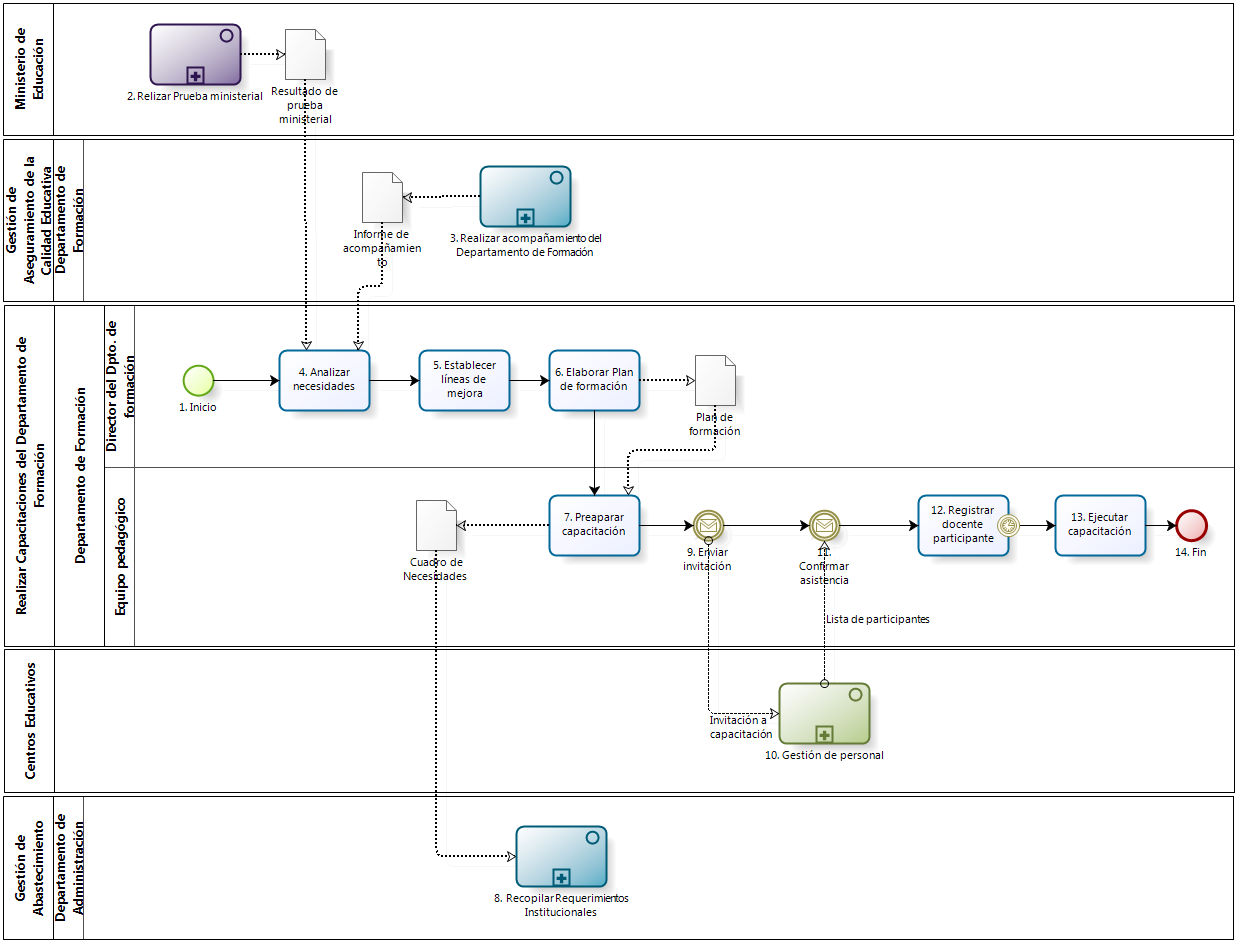 Ministerio de
Educación
2. Relizar Prueba ministerial
Resultado de
prueba
ministerial
Gestión de
Aseguramiento de la
Calidad Educativa
Departamento de
Formación
Informe de
acompañamien
to
3. Realizar acompañamiento del
Departamento de Formación
Realizar Capacitaciones del Departamento de
Formación
Departamento de Formación
Director del Dpto. de
formación
1. Inicio
4. Analizar
necesidades
5. Establecer
líneas de
mejora
6. Elaborar Plan
de formación
Plan de
formación
Equipo pedagógico
Cuadro de
Necesidades
7. Preaparar
capacitación
9. Enviar
invitación
11.
Confirmar
asistencia
12. Registrar
docente
participante
13. Ejecutar
capacitación
14. Fin
Lista de participantes
Centros Educativos
Invitación a
capacitación
10. Gestión de personal
Gestión de
Abastecimiento
Departamento de
Administración
8. Recopilar Requerimientos
Institucionales